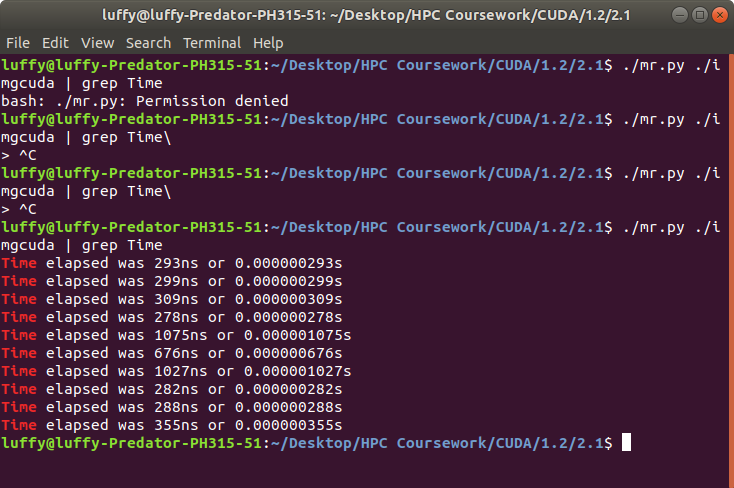 luffy@luffy-Predator-PH315-51: ~/Desktop/HPC Coursework/CUDA/1.2/2.1
File Edit View Search Terminal Help
luffy@luffy-Predator-PH315-51:~/Desktop/HPC Coursework/CUDA/1.2/2.1$ ./mr.py ./i
mgcuda | grep Time
bash: ./mr.py: Permission denied
luffy@luffy-Predator-PH315-51:~/Desktop/HPC Coursework/CUDA/1.2/2.1$ ./mr.py ./i
mgcuda | grep Time\
> ^C
luffy@luffy-Predator-PH315-51:~/Desktop/HPC Coursework/CUDA/1.2/2.1$ ./mr.py ./i
mgcuda | grep Time\
> ^C
luffy@luffy-Predator-PH315-51:~/Desktop/HPC Coursework/CUDA/1.2/2.1$ ./mr.py ./i
mgcuda | grep Time
Time elapsed was 293ns or 0.000000293s
Time elapsed was 299ns or 0.000000299s
Time elapsed was 309ns or 0.000000309s
Time elapsed was 278ns or 0.000000278s
Time elapsed was 1075ns or 0.000001075s
Time elapsed was 676ns or 0.000000676s
Time elapsed was 1027ns or 0.000001027s
Time elapsed was 282ns or 0.000000282s
Time elapsed was 288ns or 0.000000288s
Time elapsed was 355ns or 0.000000355s
luffy@luffy-Predator-PH315-51:~/Desktop/HPC Coursework/CUDA/1.2/2.1$